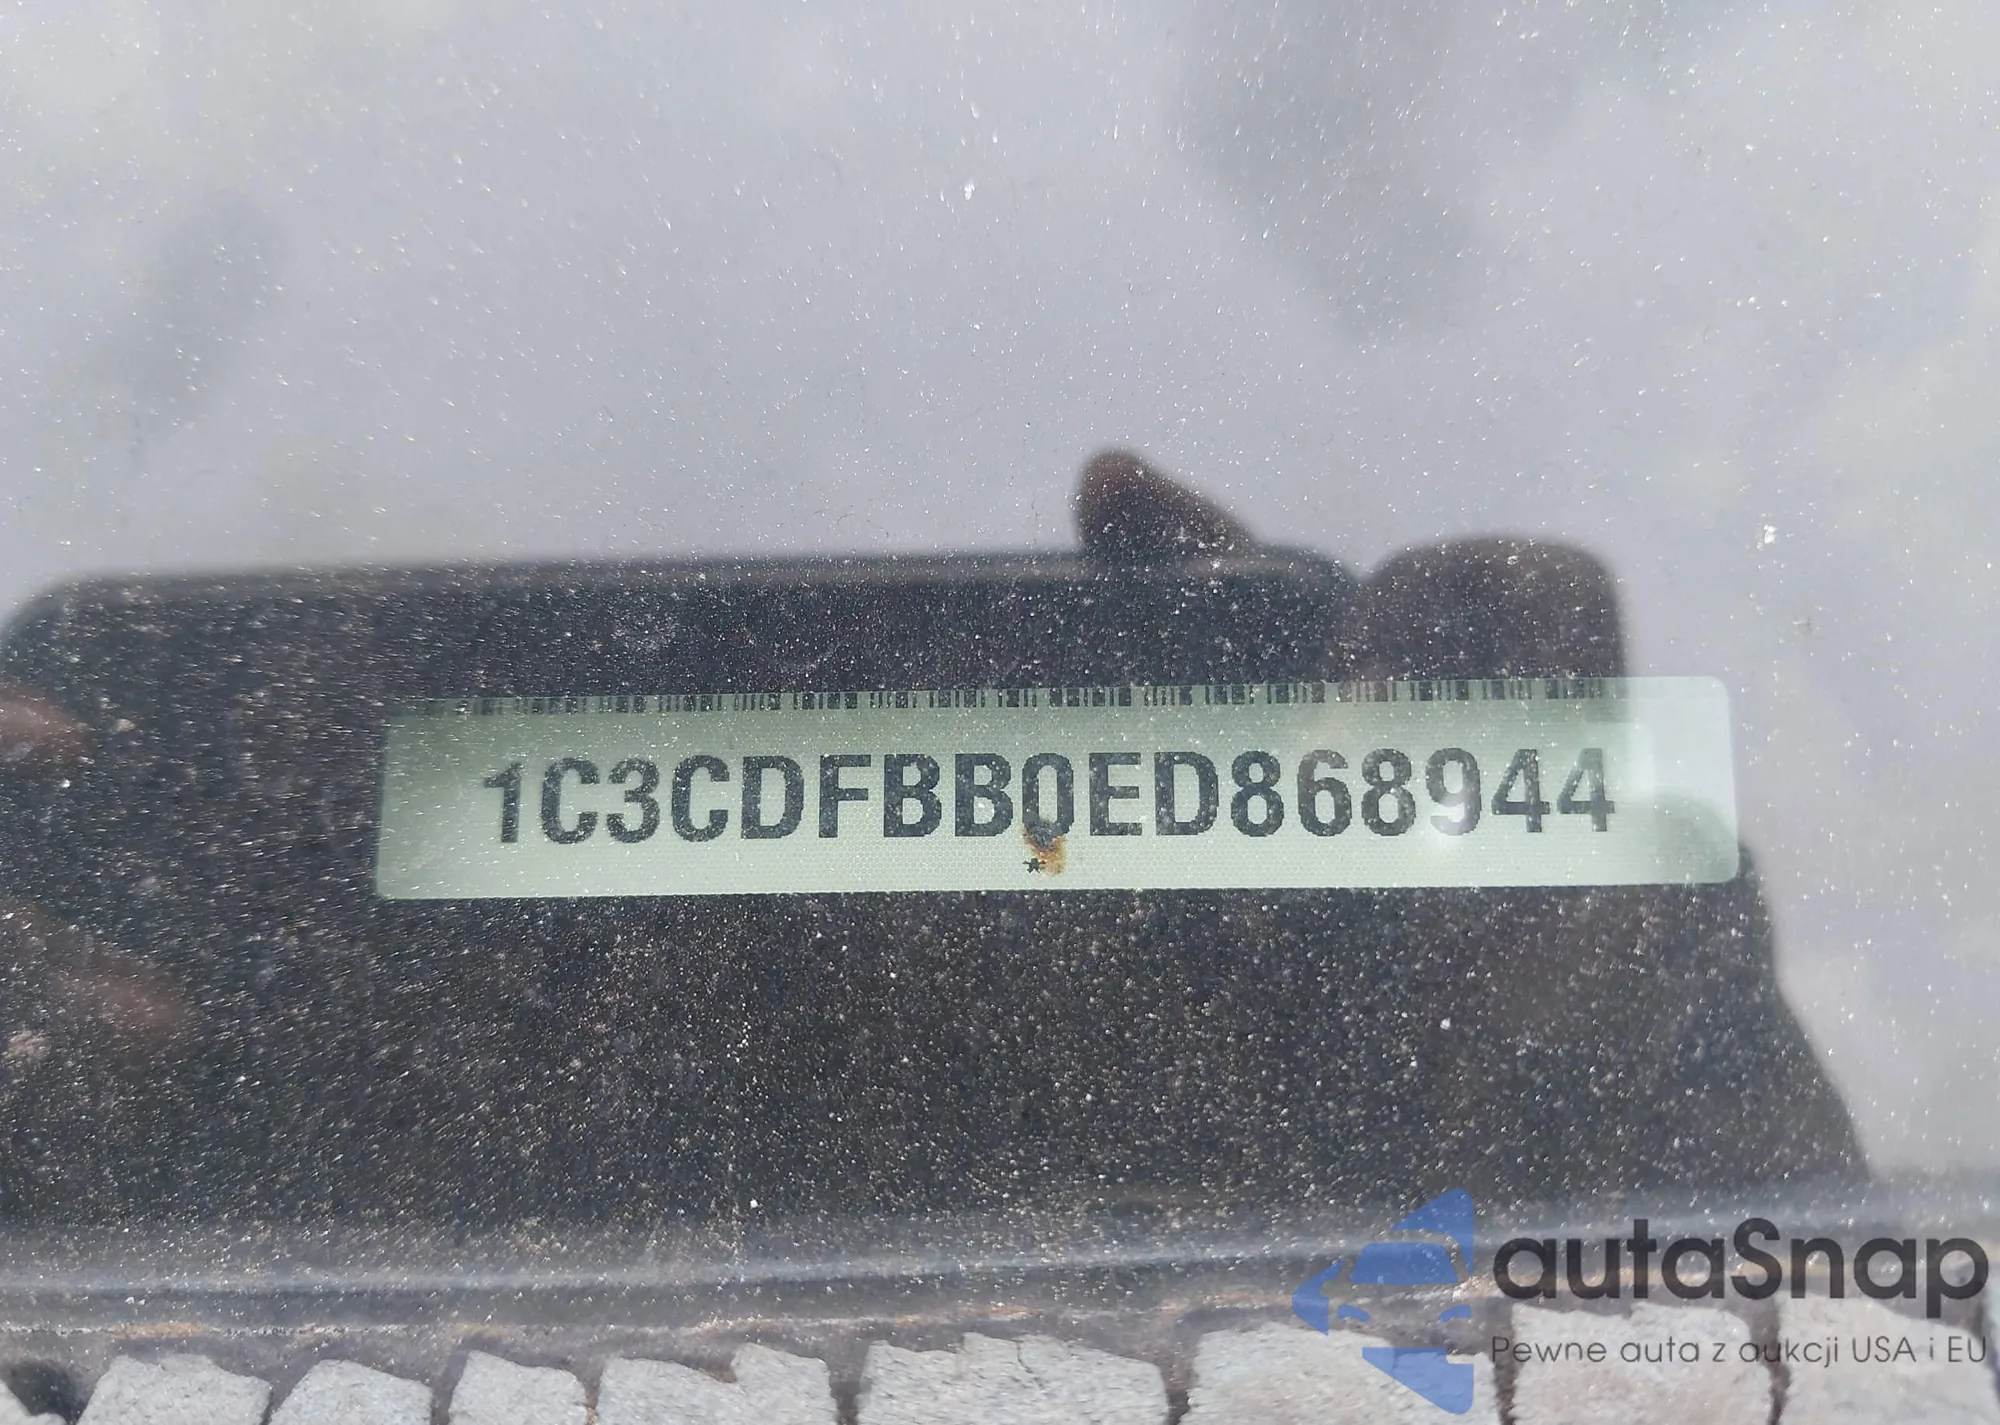 1C3CDFBB0ED868944
*
autaSnap
Pewne auta z aukcji USA i EU